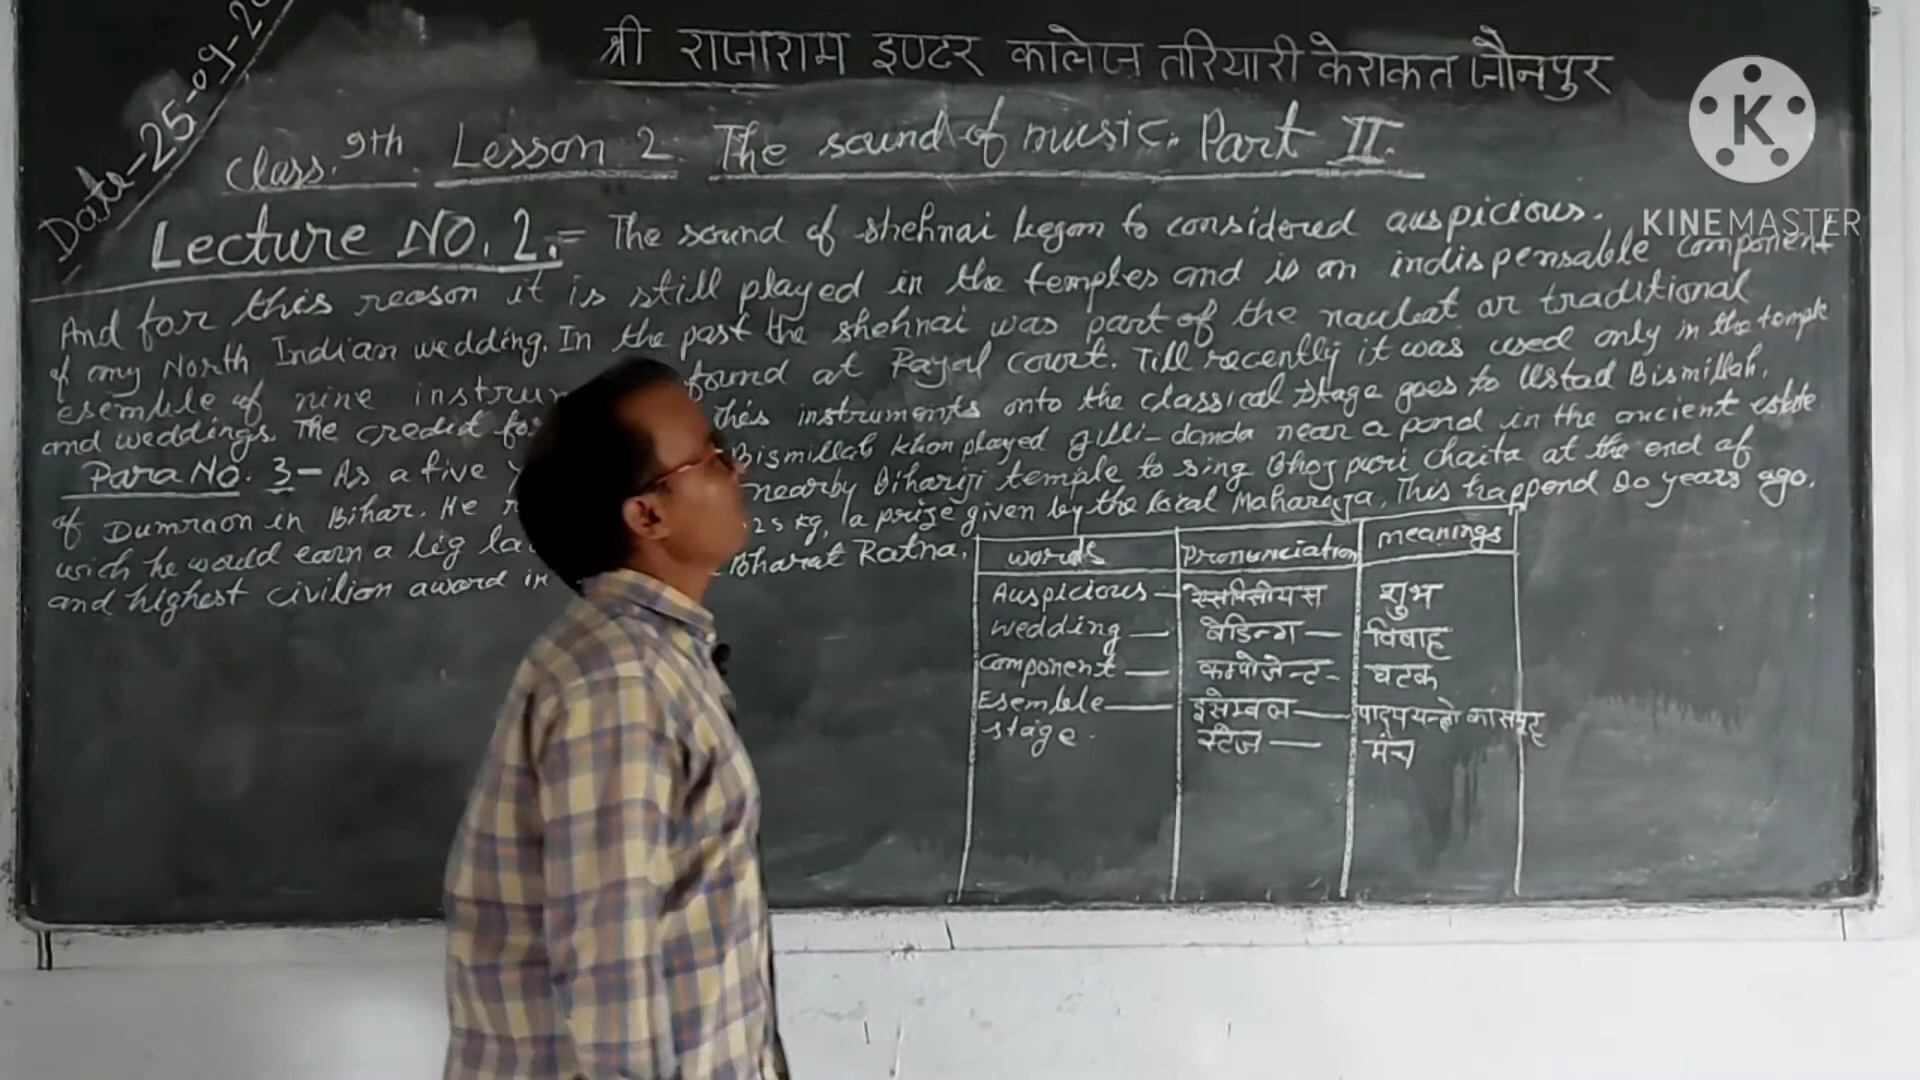 Date-25-09-20
श्री राजाराम इण्टर कालेज तरियारी केराकत जौनपुर
K
KINEMASTER
Class. 9th Lesson 2. The sound of music. Part II.
Lecture NO. 2.= The sound of shehnai began to considered auspicious.
And for this reason it is still played in the temples and is an indispensable component
of any North Indian wedding. In the past the shehnai was part of the naubat or traditional
esemble of nine instrum found at Royal court. Till recently it was used only in the temple
and weddings. The credit for this instruments onto the classical stage goes to Ustad Bismillah.
Para No. 3- As a five Bismillah khan played gilli-danda near a pond in the ancient estate
of Dumraon in Bihar. He nearby Bihariji temple to sing Bhojpuri chaita at the end of
wich he would earn a big la 1.25 kg, a prize given by the local Maharaja. This happend 80 years ago,
and highest civilian award in Bharat Ratna.
words pronunciation meanings
Auspicious- शुभ
wedding- वेडिन्ग- विवाह
component- कम्पोजेन्ट- घटक
Esemble- इसेम्बल-
stage. स्टेज- मंच